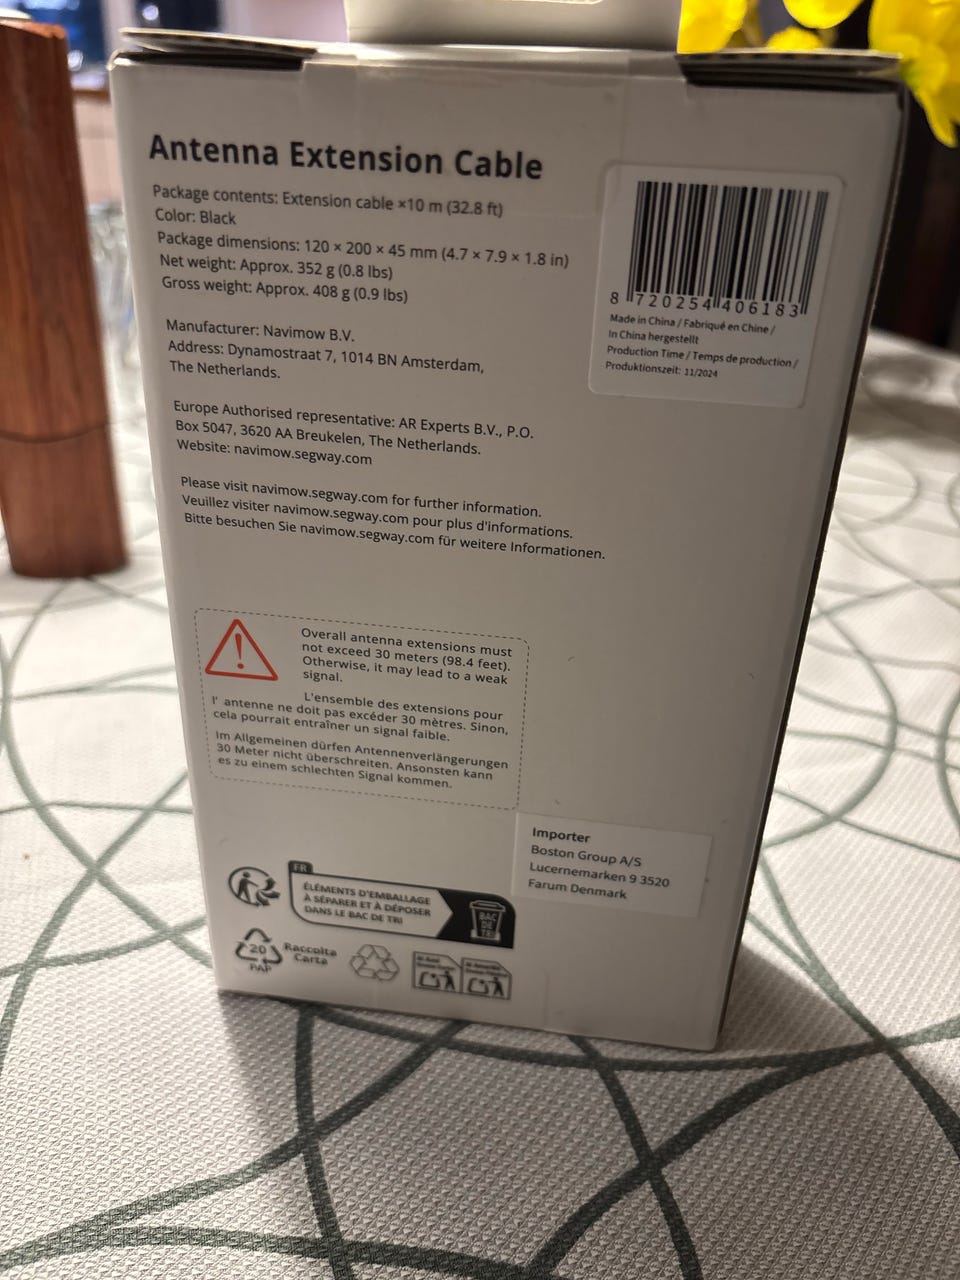 Antenna Extension Cable
Package contents: Extension cable ×10 m (32.8 ft)
Color: Black
Package dimensions: 120 × 200 × 45 mm (4.7 × 7.9 × 1.8 in)
Net weight: Approx. 352 g (0.8 lbs)
Gross weight: Approx. 408 g (0.9 lbs)
Manufacturer: Navimow B.V.
Address: Dynamostraat 7, 1014 BN Amsterdam,
The Netherlands.
Europe Authorised representative: AR Experts B.V., P.O.
Box 5047, 3620 AA Breukelen, The Netherlands.
Website: navimow.segway.com
Please visit navimow.segway.com for further information.
Veuillez visiter navimow.segway.com pour plus d'informations.
Bitte besuchen Sie navimow.segway.com für weitere Informationen.
8 720254 406183
Made in China / Fabriqué en Chine /
In China hergestellt
Production Time / Temps de production /
Produktionszeit: 11/2024
Overall antenna extensions must
not exceed 30 meters (98.4 feet).
Otherwise, it may lead to a weak
signal.
L'ensemble des extensions pour
l' antenne ne doit pas excéder 30 mètres. Sinon,
cela pourrait entraîner un signal faible.
Im Allgemeinen dürfen Antennenverlängerungen
30 Meter nicht überschreiten. Ansonsten kann
es zu einem schlechten Signal kommen.
Importer
Boston Group A/S
Lucernemarken 9 3520
Farum Denmark
FR
ÉLÉMENTS D'EMBALLAGE
À SÉPARER ET À DÉPOSER
DANS LE BAC DE TRI
BAC
DE
TRI
20
PAP
Raccolta
Carta